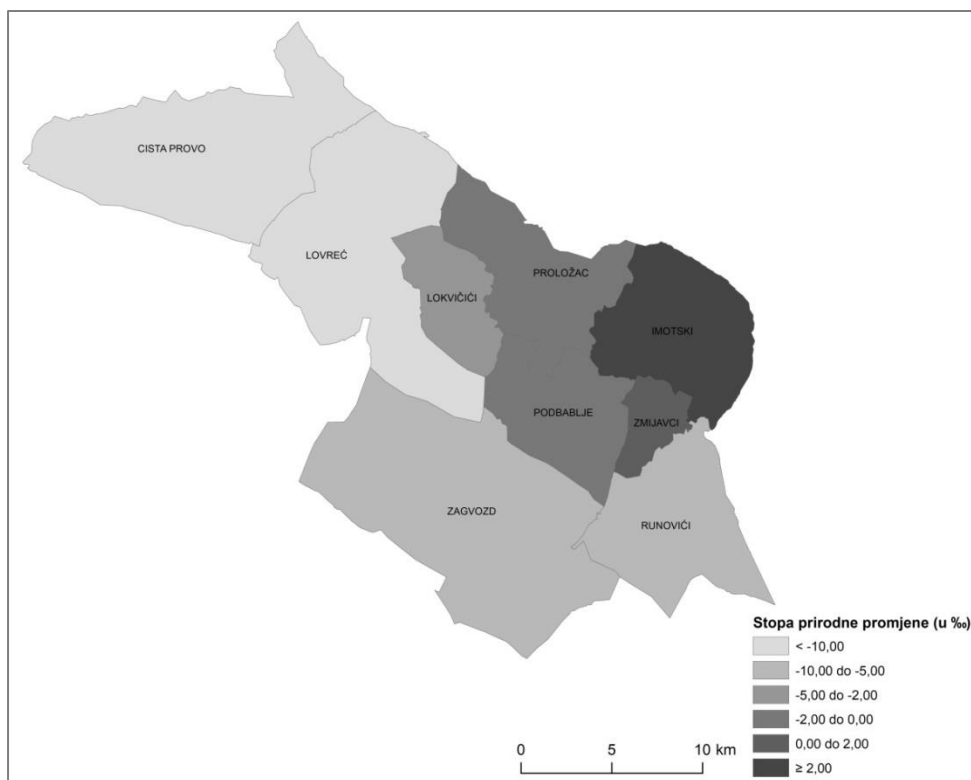 CISTA PROVO
LOVREĆ
PROLOŽAC
LOKVIČIĆI
IMOTSKI
PODBABLJE
ZMIJAVCI
ZAGVOZD
RUNOVIĆI
Stopa prirodne promjene (u ‰)
< -10,00
-10,00 do -5,00
-5,00 do -2,00
-2,00 do 0,00
0,00 do 2,00
≥ 2,00
0 5 10 km